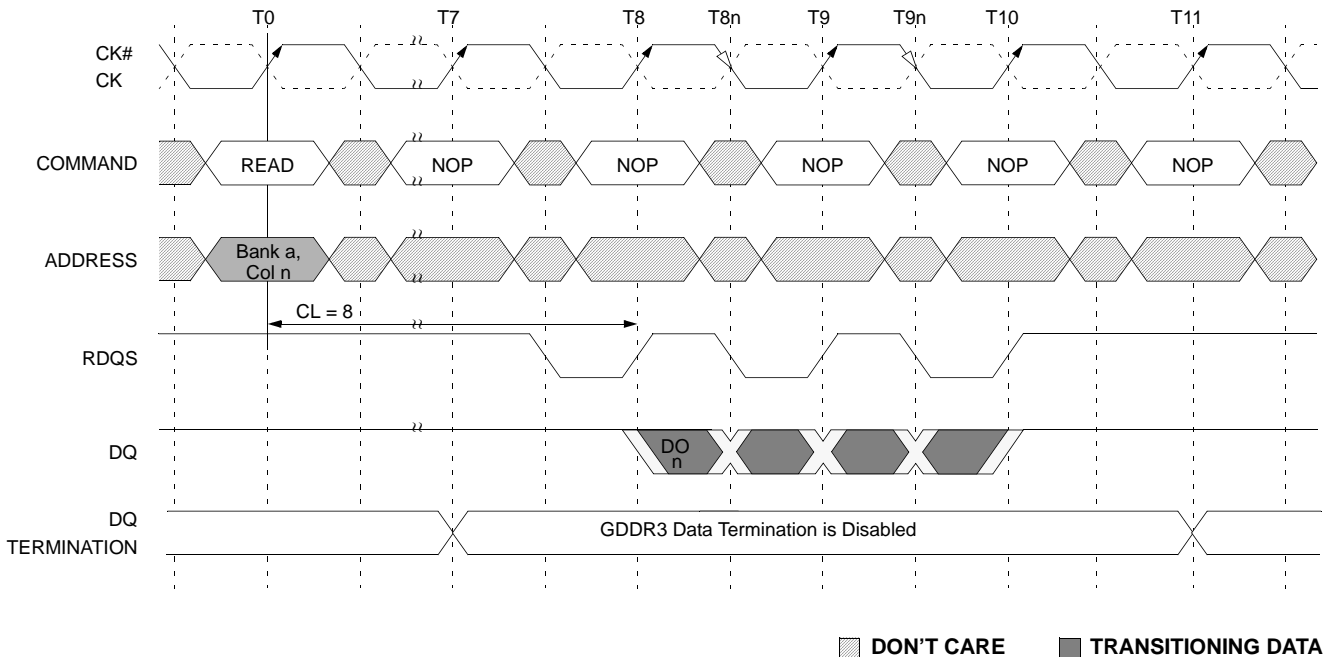 T0 T7 T8 T8n T9 T9n T10 T11
CK#
CK
COMMAND READ NOP NOP NOP NOP NOP
ADDRESS Bank a,
Col n
CL = 8
RDQS
DQ DO
n
DQ
TERMINATION GDDR3 Data Termination is Disabled
DON'T CARE TRANSITIONING DATA